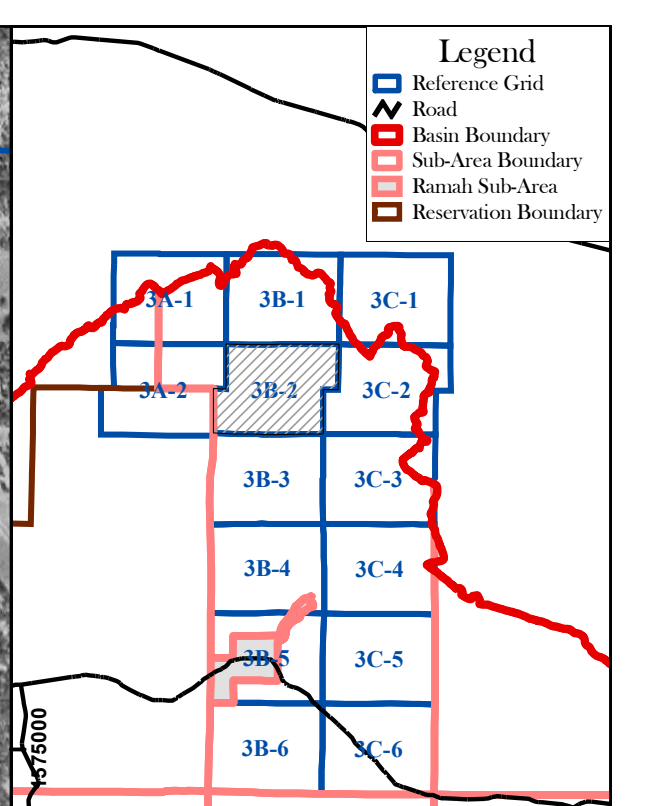 Legend
Reference Grid
Road
Basin Boundary
Sub-Area Boundary
Ramah Sub-Area
Reservation Boundary
3A-1
3B-1
3C-1
3A-2
3B-2
3C-2
3B-3
3C-3
3B-4
3C-4
3B-5
3C-5
3B-6
3C-6
1575000